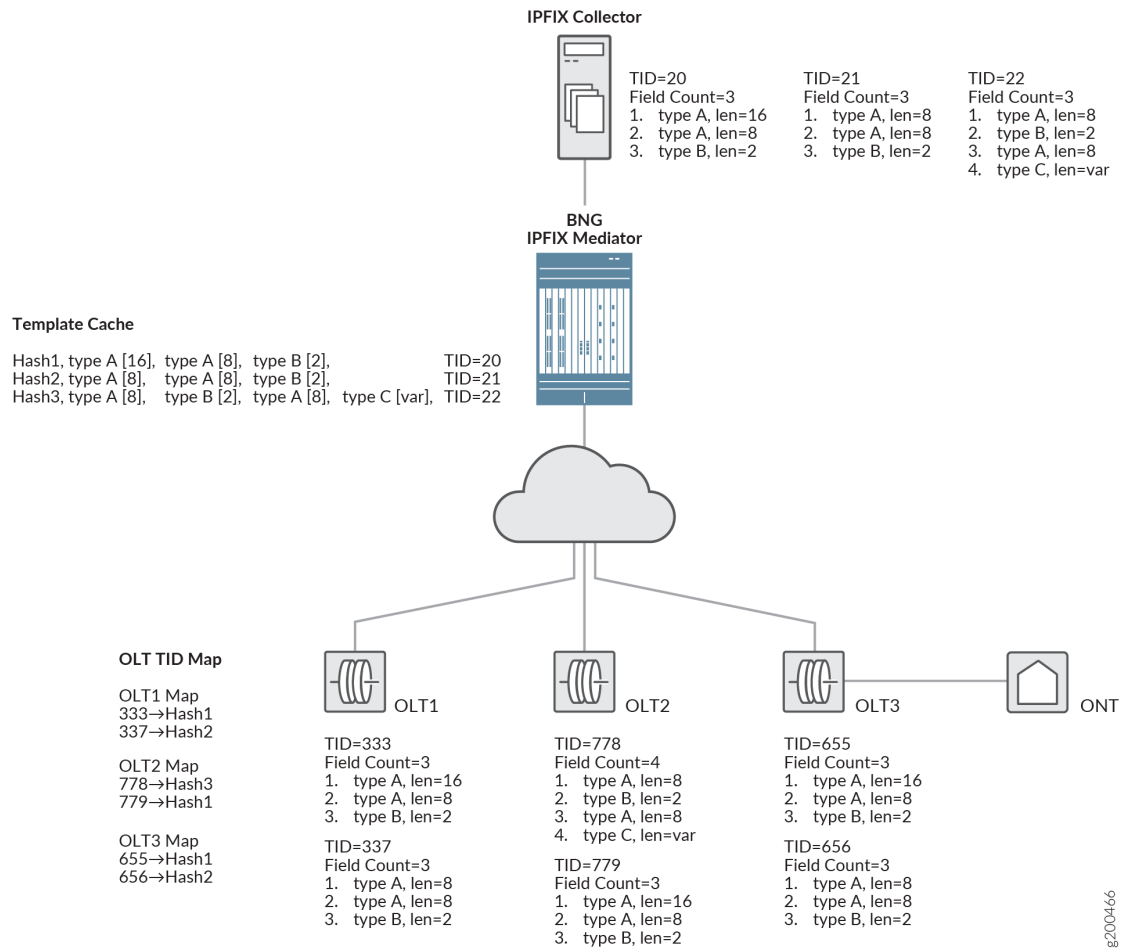 IPFIX Collector
TID=20
Field Count=3
1. type A, len=16
2. type A, len=8
3. type B, len=2
TID=21
Field Count=3
1. type A, len=8
2. type A, len=8
3. type B, len=2
TID=22
Field Count=3
1. type A, len=8
2. type B, len=2
3. type A, len=8
4. type C, len=var
BNG
IPFIX Mediator
Template Cache
Hash1, type A [16], type A [8], type B [2], TID=20
Hash2, type A [8], type A [8], type B [2], TID=21
Hash3, type A [8], type B [2], type A [8], type C [var], TID=22
OLT TID Map
OLT1 Map
333→Hash1
337→Hash2
OLT2 Map
778→Hash3
779→Hash1
OLT3 Map
655→Hash1
656→Hash2
OLT1
TID=333
Field Count=3
1. type A, len=16
2. type A, len=8
3. type B, len=2
TID=337
Field Count=3
1. type A, len=8
2. type A, len=8
3. type B, len=2
OLT2
TID=778
Field Count=4
1. type A, len=8
2. type B, len=2
3. type A, len=8
4. type C, len=var
TID=779
Field Count=3
1. type A, len=16
2. type A, len=8
3. type B, len=2
OLT3
TID=655
Field Count=3
1. type A, len=16
2. type A, len=8
3. type B, len=2
TID=656
Field Count=3
1. type A, len=8
2. type A, len=8
3. type B, len=2
ONT
g200466